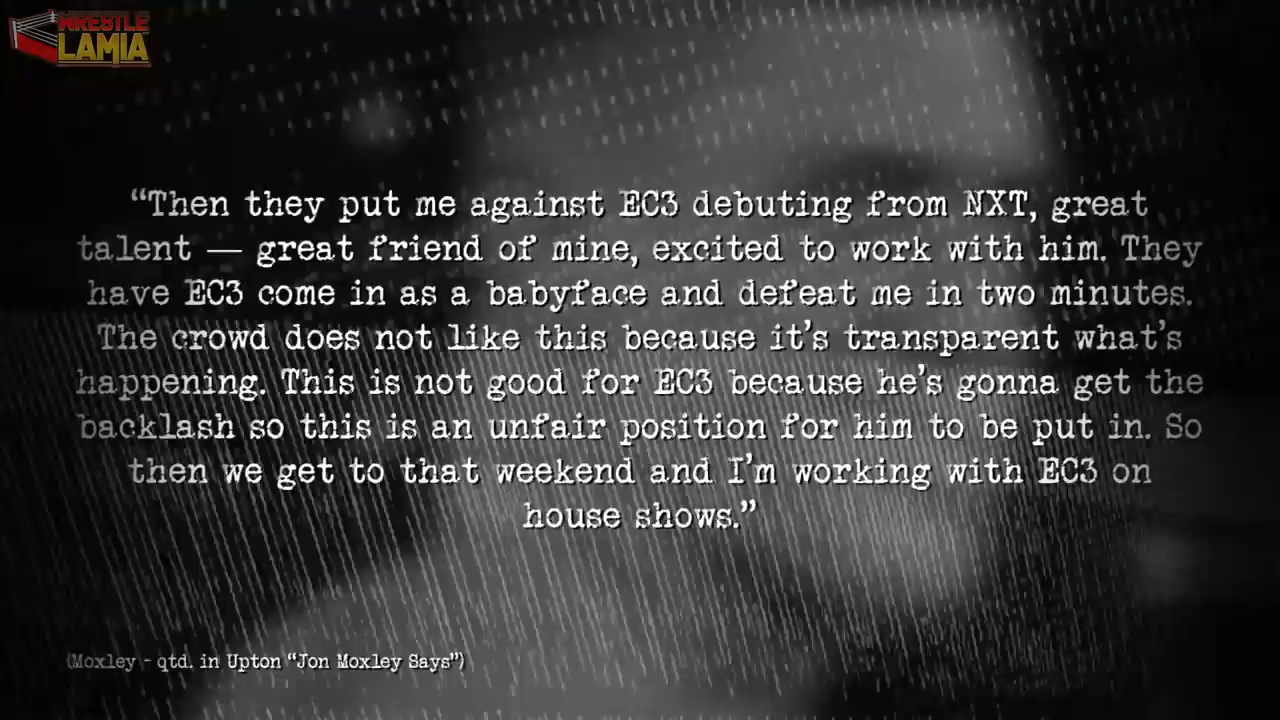 WRESTLE
LAMIA
“Then they put me against EC3 debuting from NXT, great
talent — great friend of mine, excited to work with him. They
have EC3 come in as a babyface and defeat me in two minutes.
The crowd does not like this because it’s transparent what’s
happening. This is not good for EC3 because he’s gonna get the
backlash so this is an unfair position for him to be put in. So
then we get to that weekend and I’m working with EC3 on
house shows.”
(Moxley - qtd. in Upton “Jon Moxley Says”)